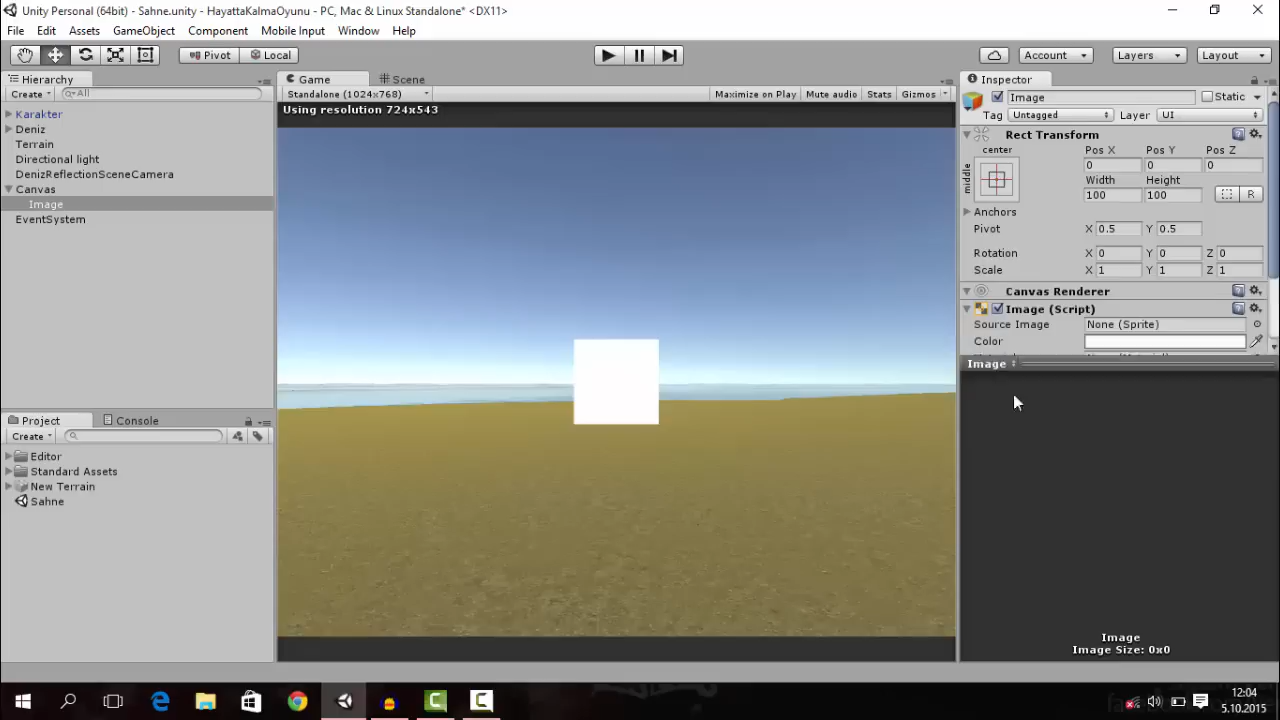 Unity Personal (64bit) - Sahne.unity - HayattaKalmaOyunu - PC, Mac & Linux Standalone* <DX11>
File Edit Assets GameObject Component Mobile Input Window Help
Pivot Local Account Layers Layout
Hierarchy
Create All
Karakter
Deniz
Terrain
Directional light
DenizReflectionSceneCamera
Canvas
Image
EventSystem
Project Console
Create
Editor
Standard Assets
New Terrain
Sahne
Game Scene
Standalone (1024x768) Maximize on Play Mute audio Stats Gizmos
Using resolution 724x543
Inspector
Image Static
Tag Untagged Layer UI
Rect Transform
center Pos X Pos Y Pos Z
middle 0 0 0
Width Height
100 100 R
Anchors
Pivot X 0.5 Y 0.5
Rotation X 0 Y 0 Z 0
Scale X 1 Y 1 Z 1
Canvas Renderer
Image (Script)
Source Image None (Sprite)
Color
Image
Image
Image Size: 0x0
12:04
5.10.2015